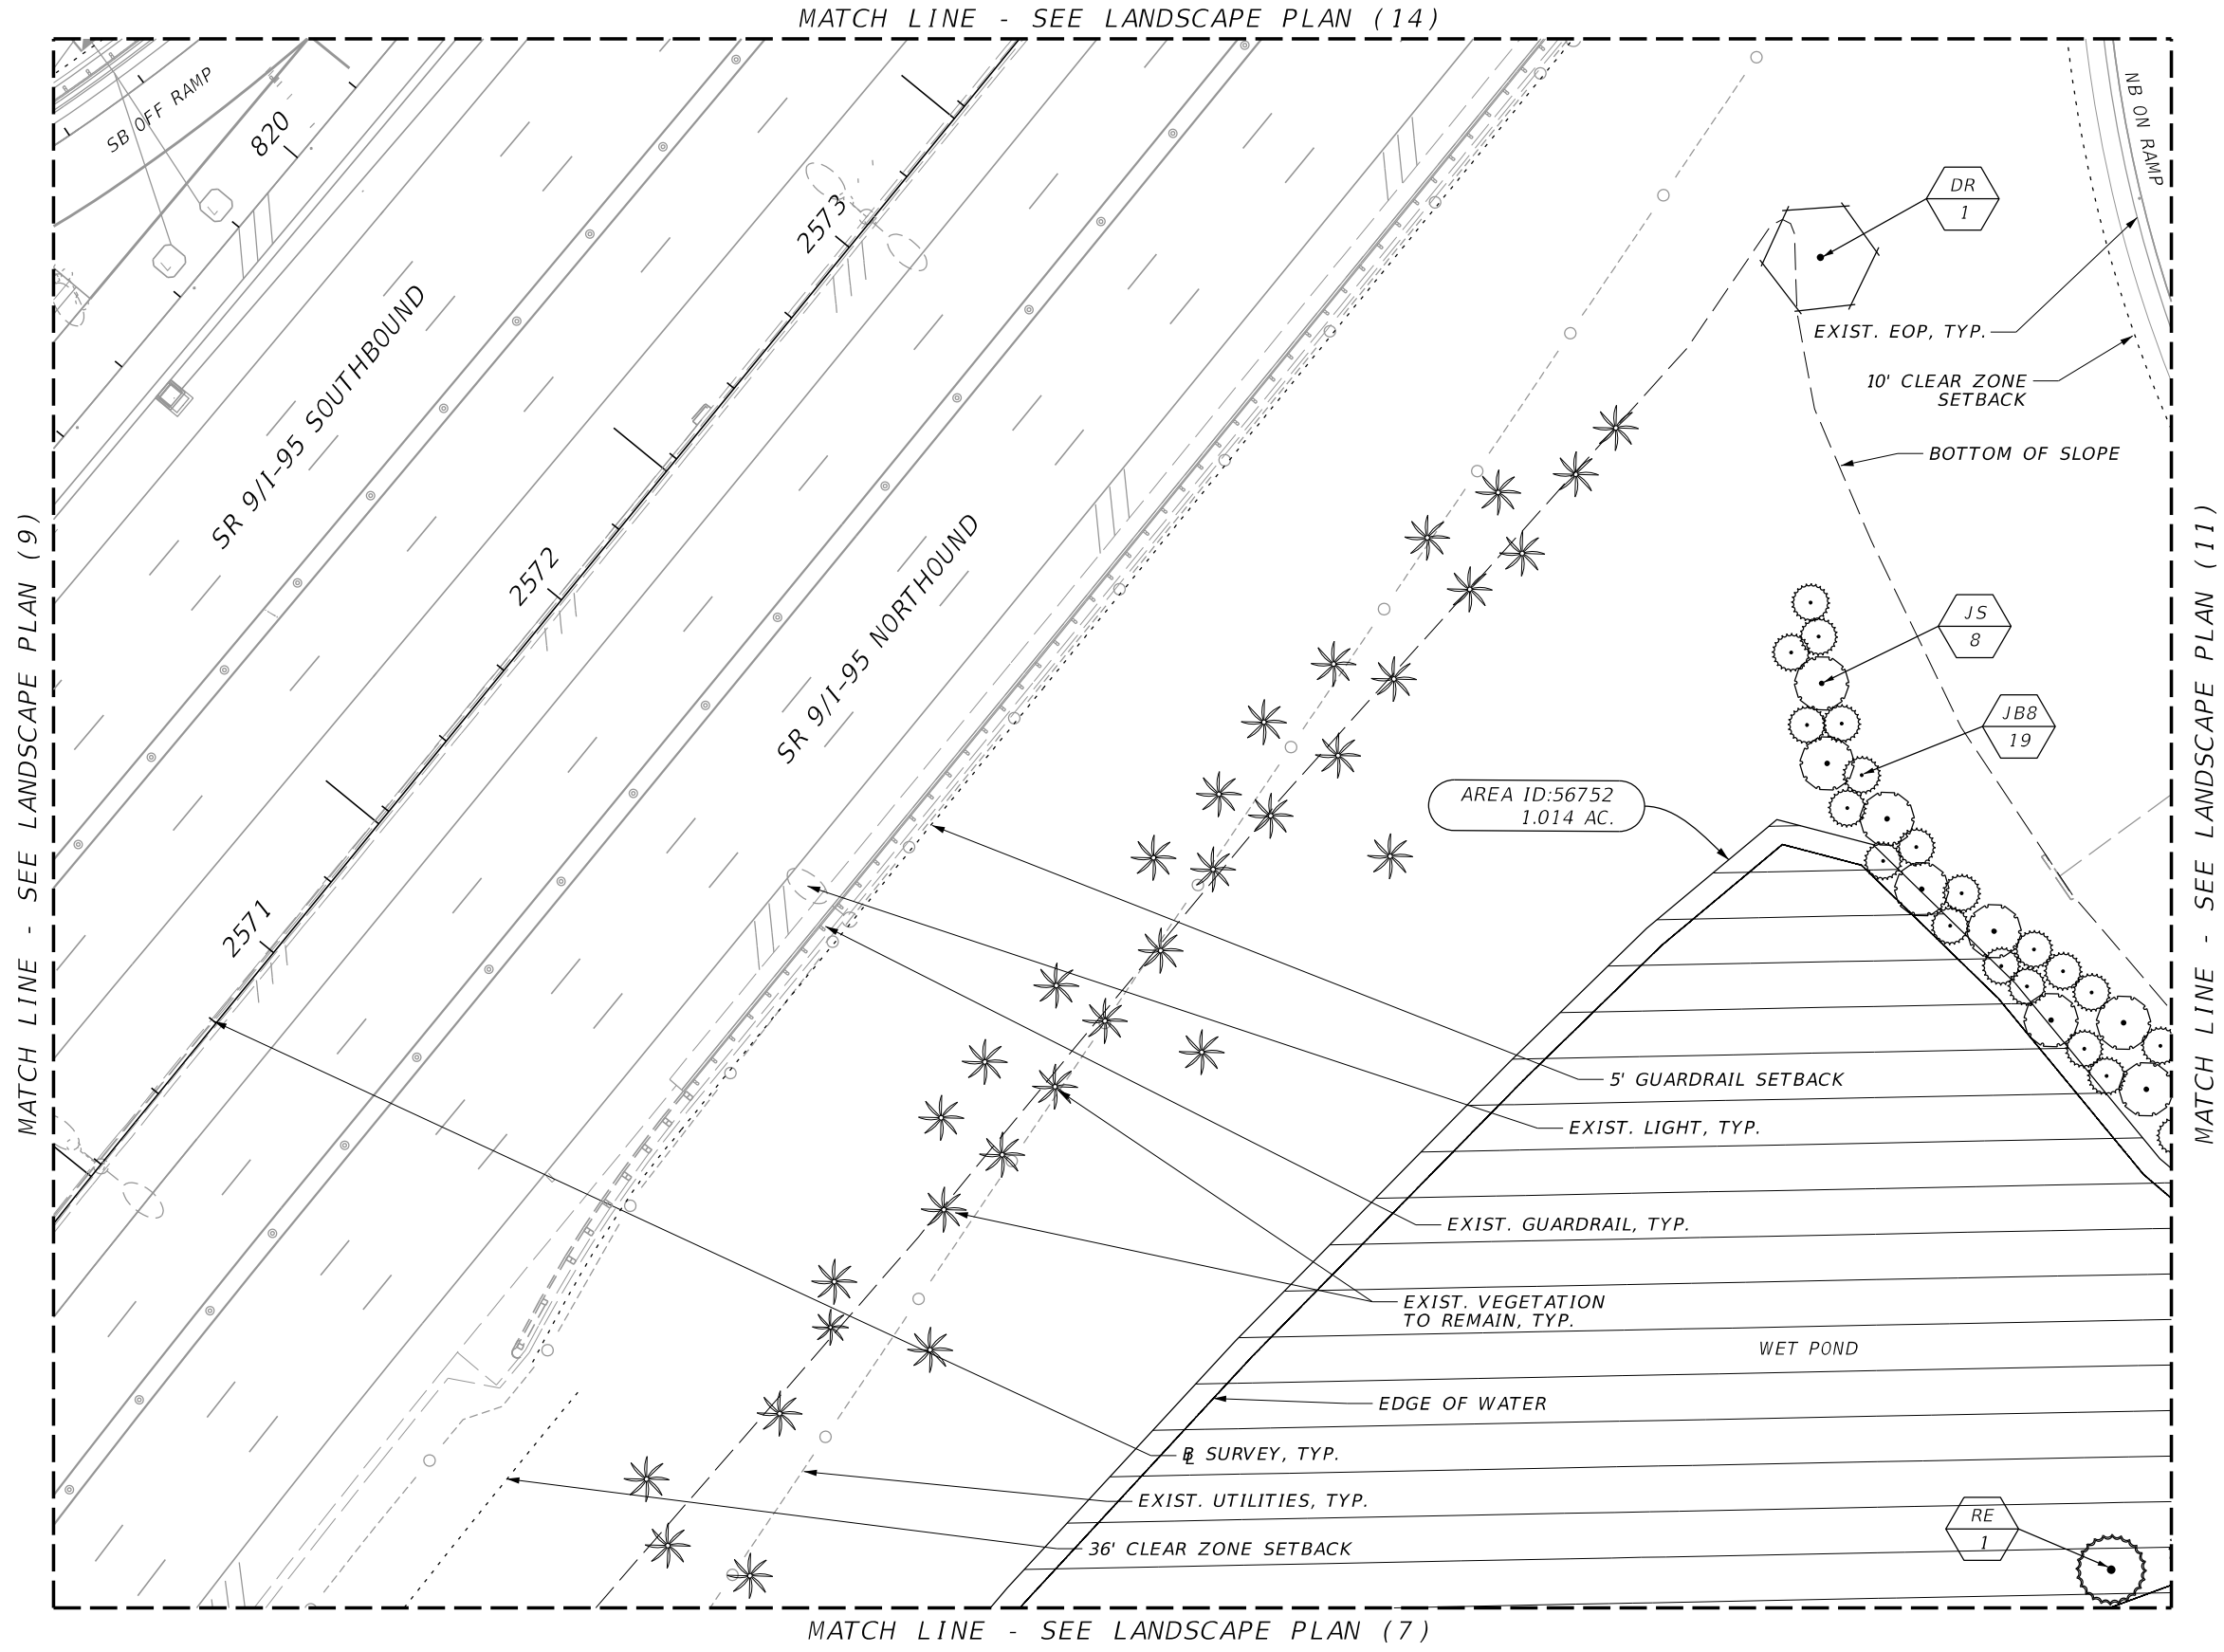 MATCH LINE - SEE LANDSCAPE PLAN (14)
SB OFF RAMP
820
NB ON RAMP
DR
1
2573
EXIST. EOP, TYP.
10' CLEAR ZONE
SETBACK
BOTTOM OF SLOPE
SR 9/I-95 SOUTHBOUND
MATCH LINE - SEE LANDSCAPE PLAN (9)
MATCH LINE - SEE LANDSCAPE PLAN (11)
2572
SR 9/I-95 NORTHOUND
JS
8
JB8
19
AREA ID:56752
1.014 AC.
2571
5' GUARDRAIL SETBACK
EXIST. LIGHT, TYP.
EXIST. GUARDRAIL, TYP.
EXIST. VEGETATION
TO REMAIN, TYP.
WET POND
EDGE OF WATER
BL SURVEY, TYP.
EXIST. UTILITIES, TYP.
RE
1
36' CLEAR ZONE SETBACK
MATCH LINE - SEE LANDSCAPE PLAN (7)